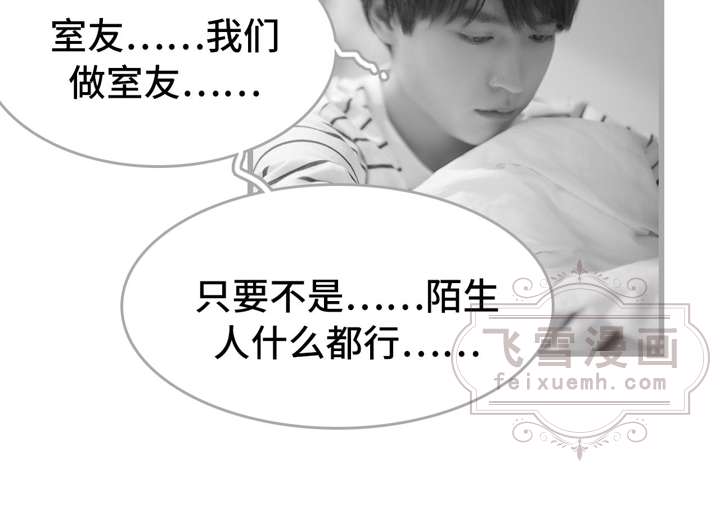 室友……我们
做室友……
只要不是……陌生
人什么都行……
飞雪漫画
feixuemh.com